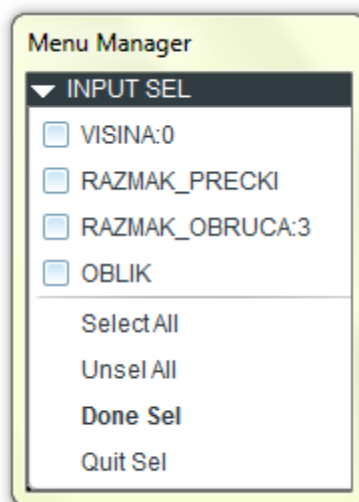 Menu Manager
INPUT SEL
VISINA:0
RAZMAK_PRECKI
RAZMAK_OBRUCA:3
OBLIK
Select All
Unsel All
Done Sel
Quit Sel